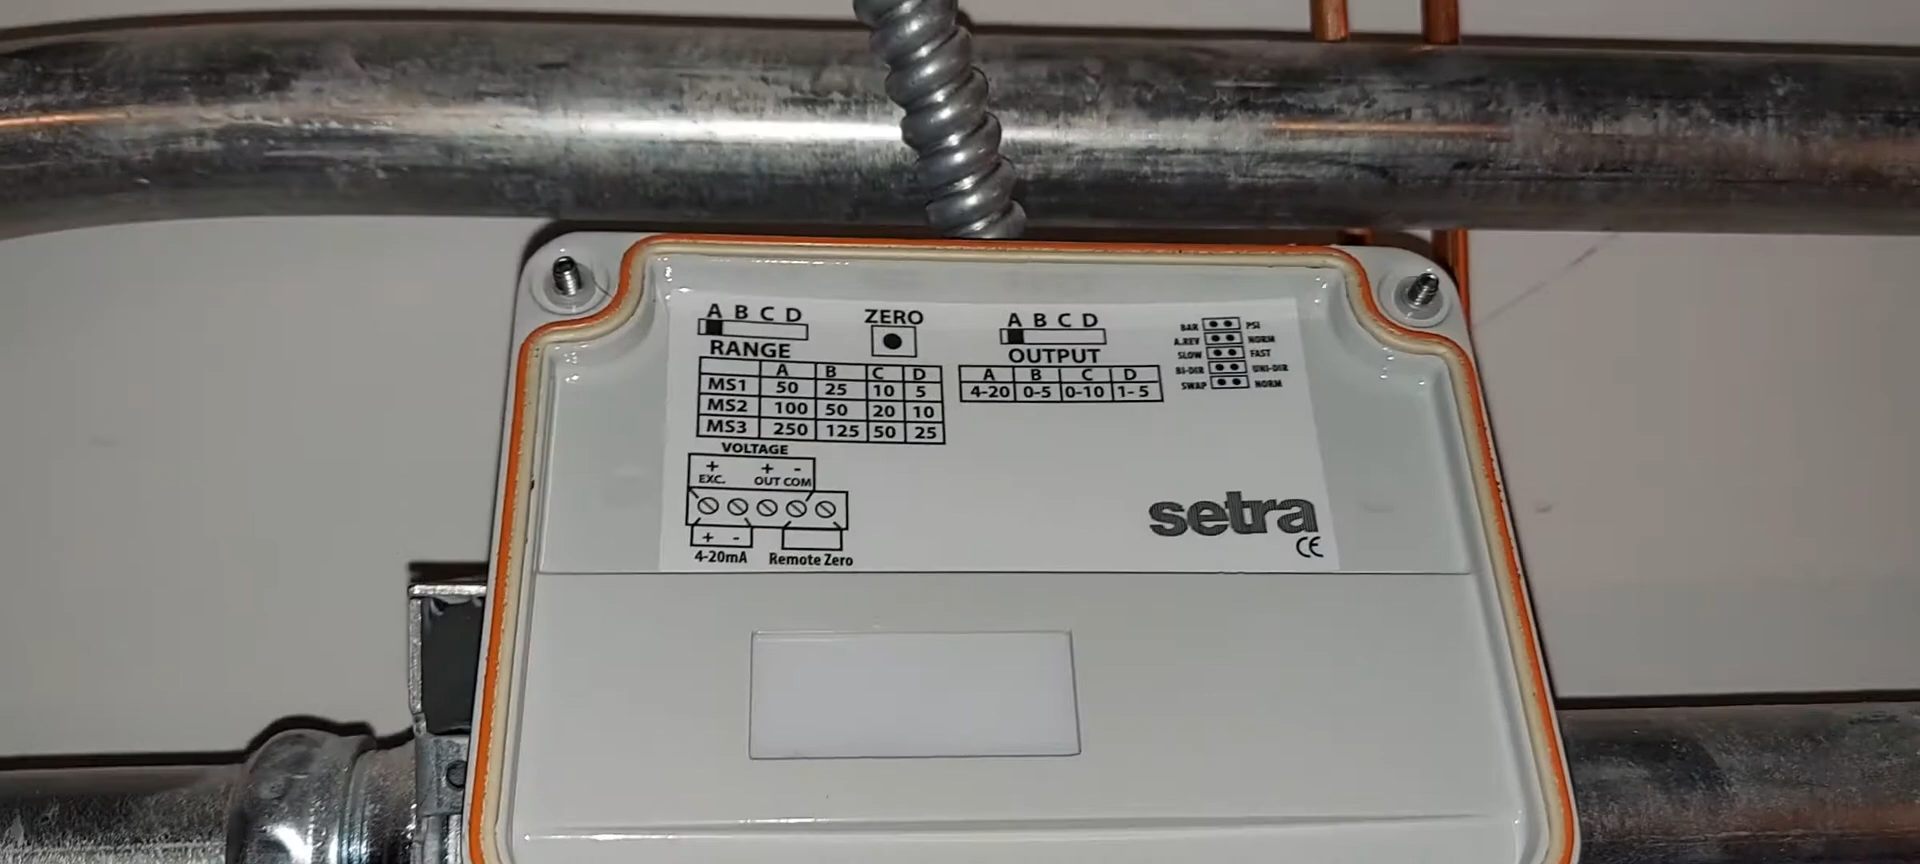 A B C D
RANGE
A B C D
MS1 50 25 10 5
MS2 100 50 20 10
MS3 250 125 50 25
ZERO
A B C D
OUTPUT
A B C D
4-20 0-5 0-10 1-5
BAR PSI
A.REV NORM
SLOW FAST
BI-DIR UNI-DIR
SWAP NORM
VOLTAGE
+ + -
EXC. OUT COM
+ -
4-20mA Remote Zero
setra
CE